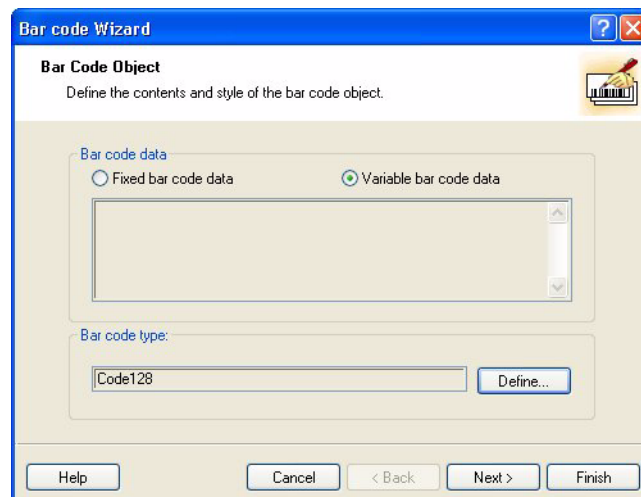 Bar code Wizard
Bar Code Object
Define the contents and style of the bar code object.
Bar code data
Fixed bar code data Variable bar code data
Bar code type:
Code128 Define...
Help Cancel < Back Next > Finish